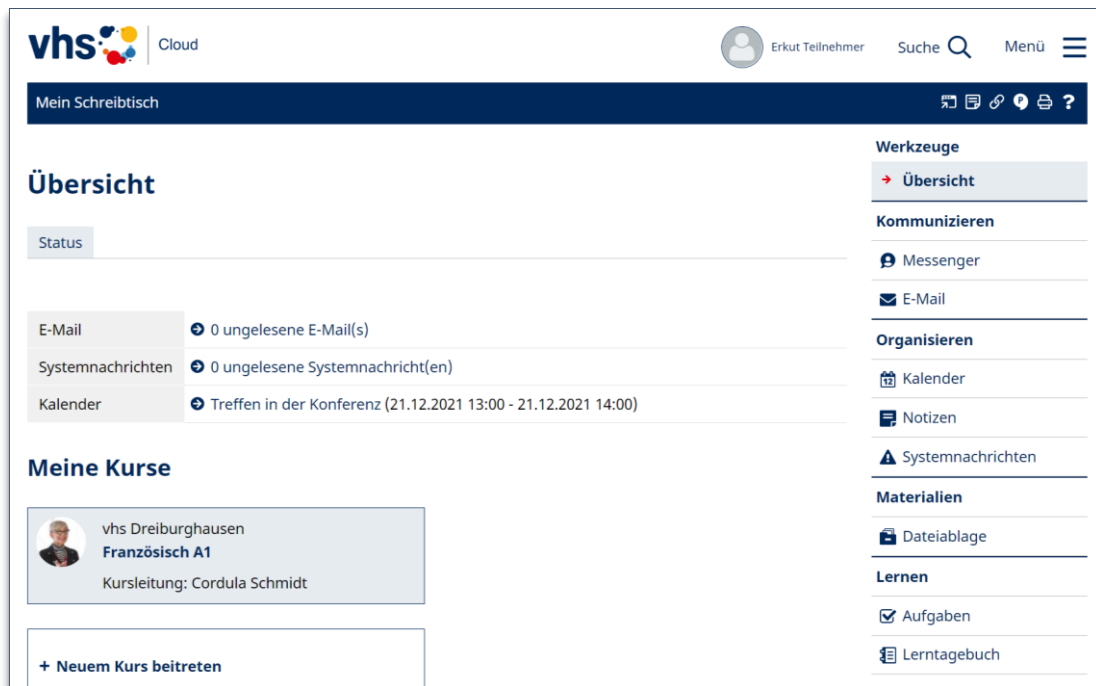 vhs Cloud
Erkut Teilnehmer
Suche
Menü
Mein Schreibtisch
?
Übersicht
Status
E-Mail 0 ungelesene E-Mail(s)
Systemnachrichten 0 ungelesene Systemnachricht(en)
Kalender Treffen in der Konferenz (21.12.2021 13:00 - 21.12.2021 14:00)
Meine Kurse
vhs Dreiburghausen
Französisch A1
Kursleitung: Cordula Schmidt
+ Neuem Kurs beitreten
Werkzeuge
Übersicht
Kommunizieren
Messenger
E-Mail
Organisieren
Kalender
Notizen
Systemnachrichten
Materialien
Dateiablage
Lernen
Aufgaben
Lerntagebuch